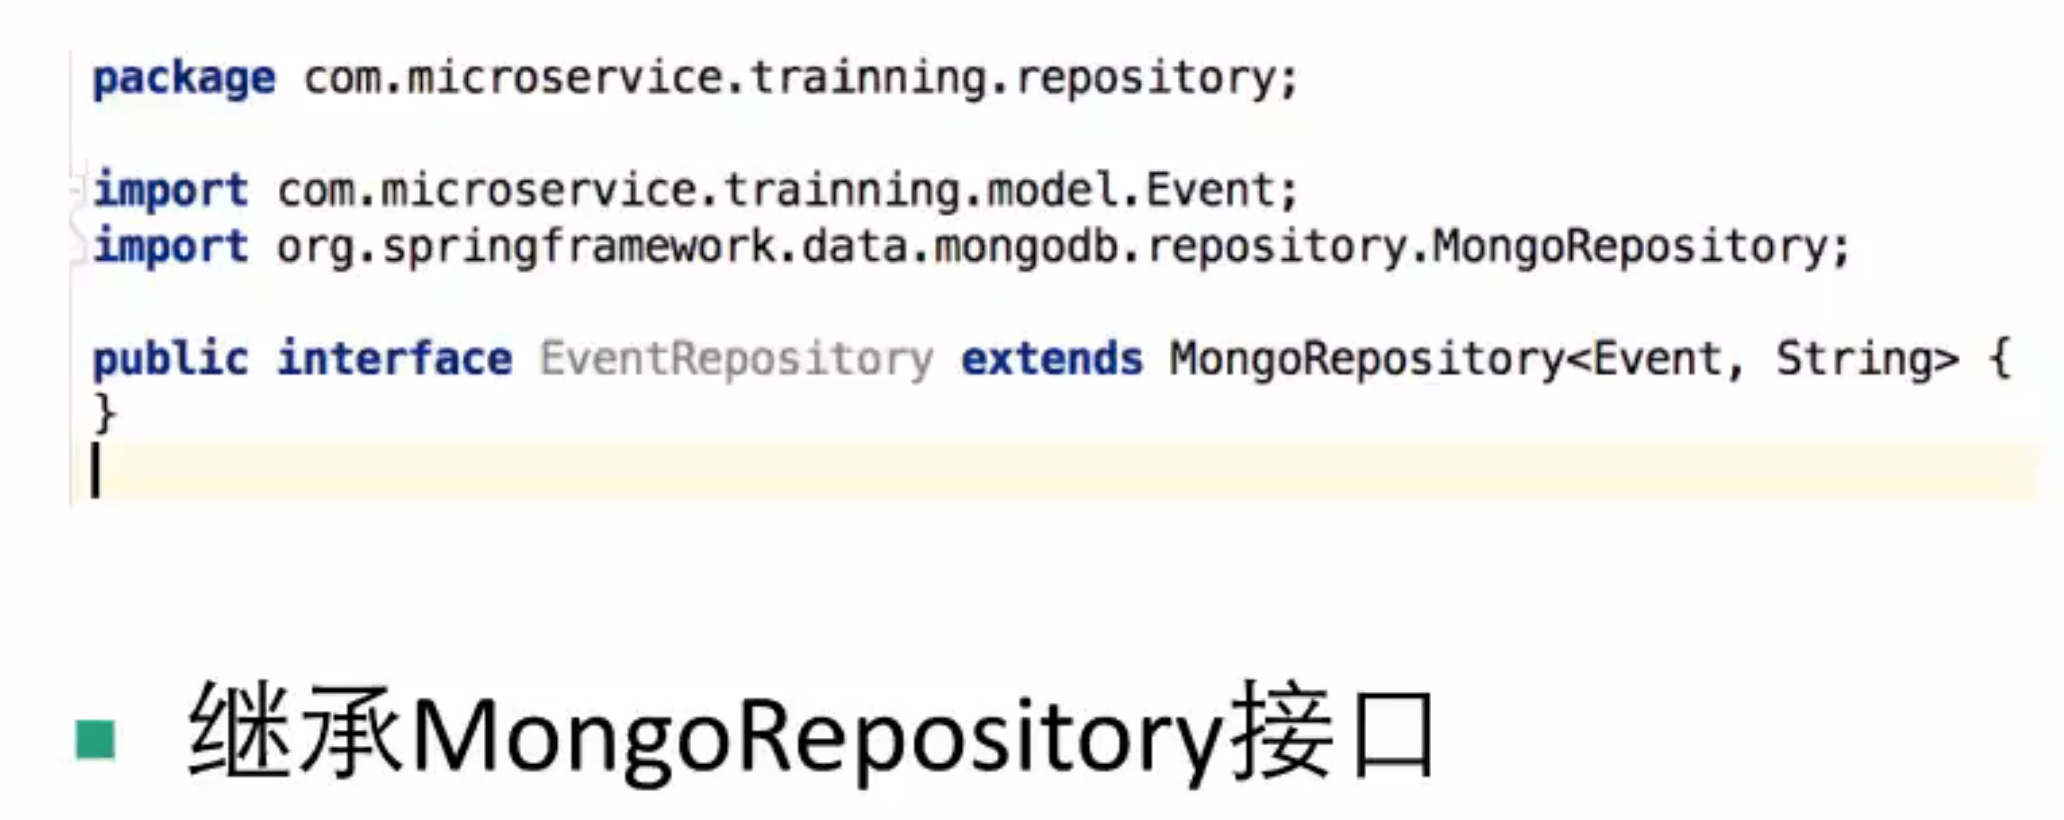 package com.microservice.trainning.repository;
import com.microservice.trainning.model.Event;
import org.springframework.data.mongodb.repository.MongoRepository;
public interface EventRepository extends MongoRepository<Event, String> {
}
继承MongoRepository接口